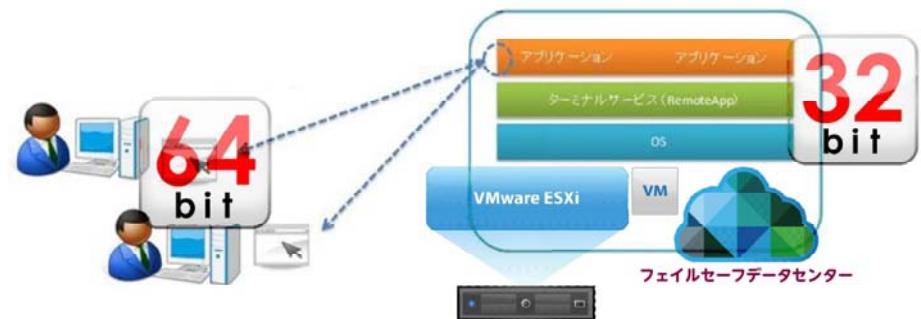 アプリケーション アプリケーション
ターミナルサービス(RemoteApp)
OS
32
bit
64
bit
VMware ESXi
VM
フェイルセーフデータセンター